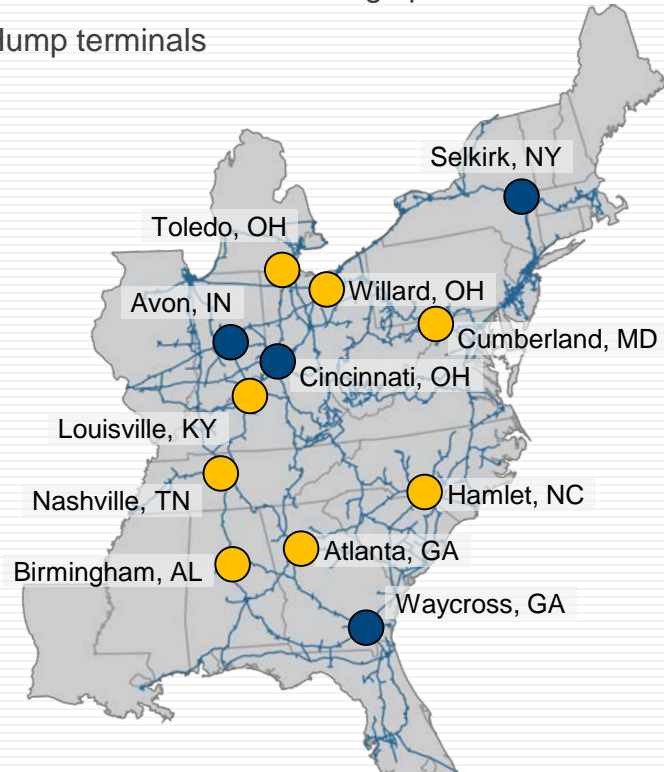 terminals
Selkirk, NY
Toledo, OH
Willard, OH
Avon, IN
Cumberland, MD
Cincinnati, OH
Louisville, KY
Nashville, TN
Hamlet, NC
Atlanta, GA
Birmingham, AL
Waycross, GA